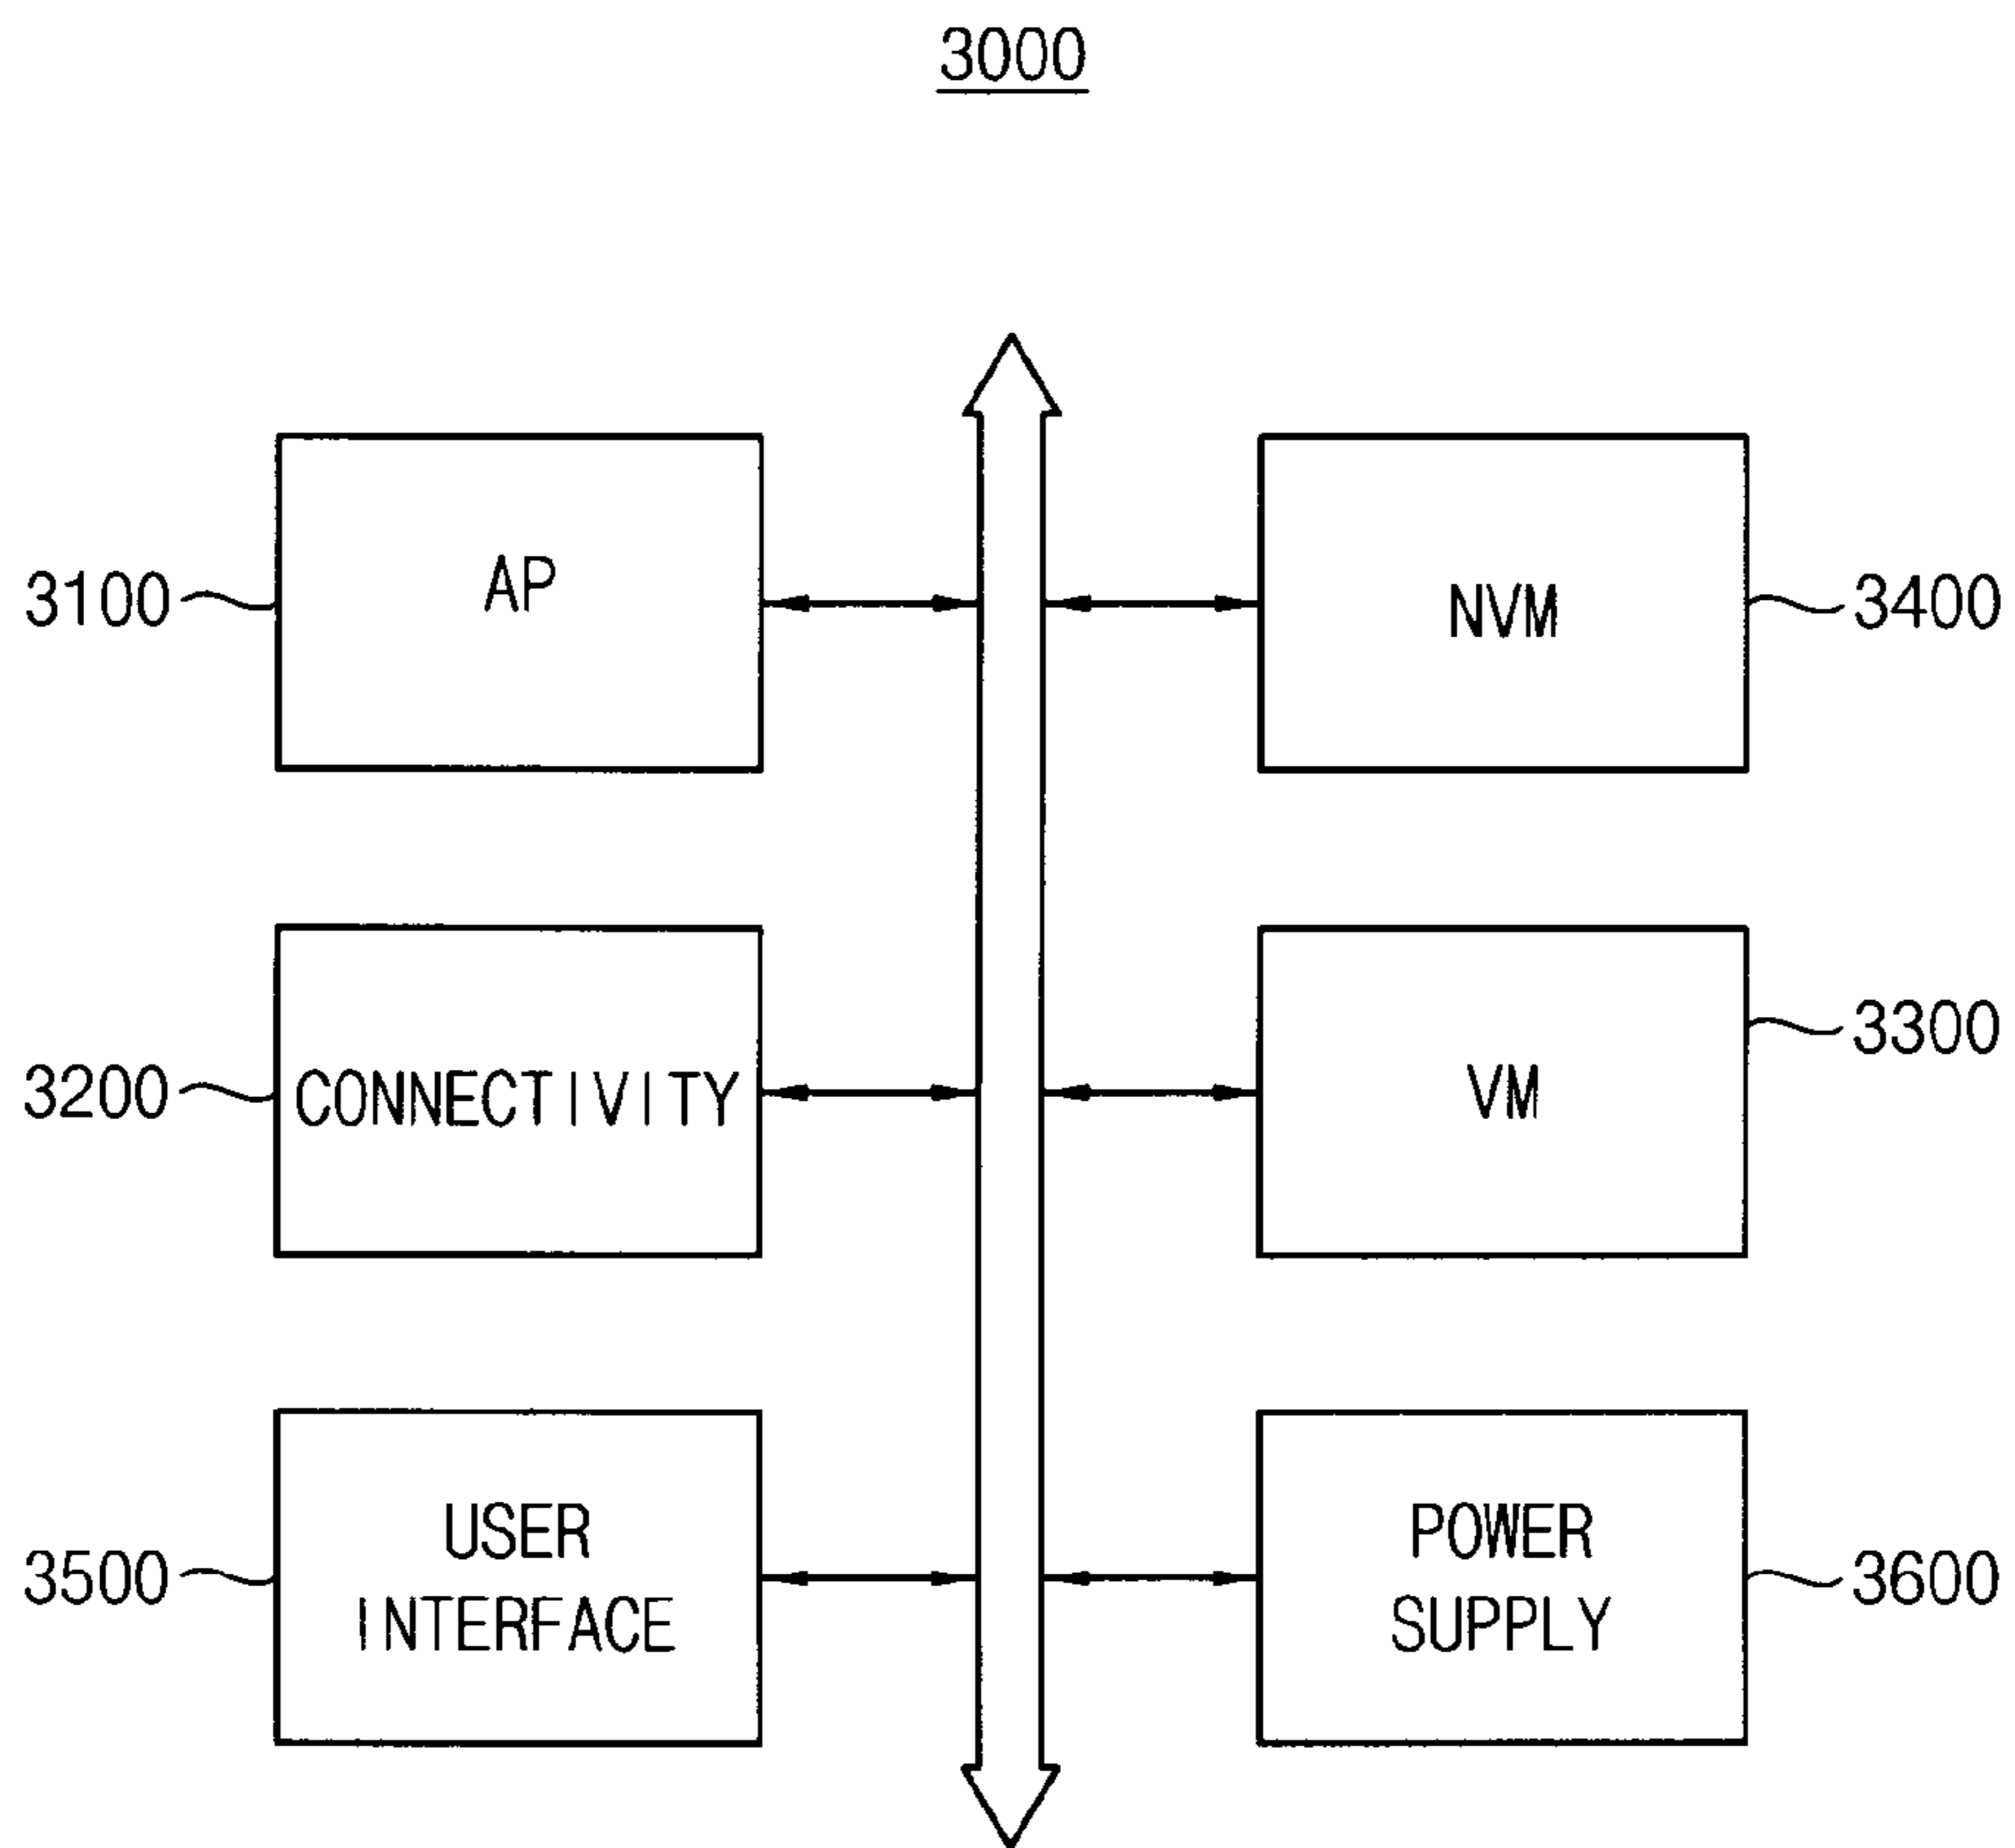 3000
3100
AP
NVM
3400
3200
CONNECTIVITY
VM
3300
3500
USER
INTERFACE
POWER
SUPPLY
3600